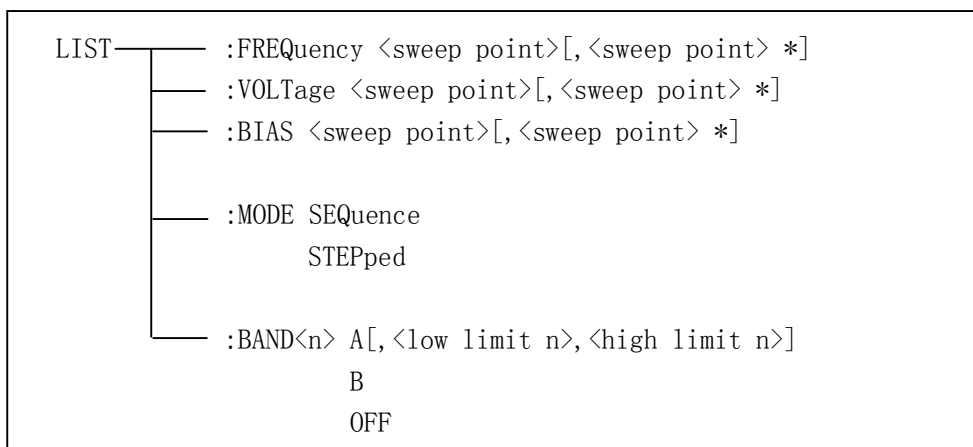 LIST :FREQuency <sweep point>[,<sweep point> *]
:VOLTage <sweep point>[,<sweep point> *]
:BIAS <sweep point>[,<sweep point> *]
:MODE SEQuence
STEPped
:BAND<n> A[,<low limit n>,<high limit n>]
B
OFF